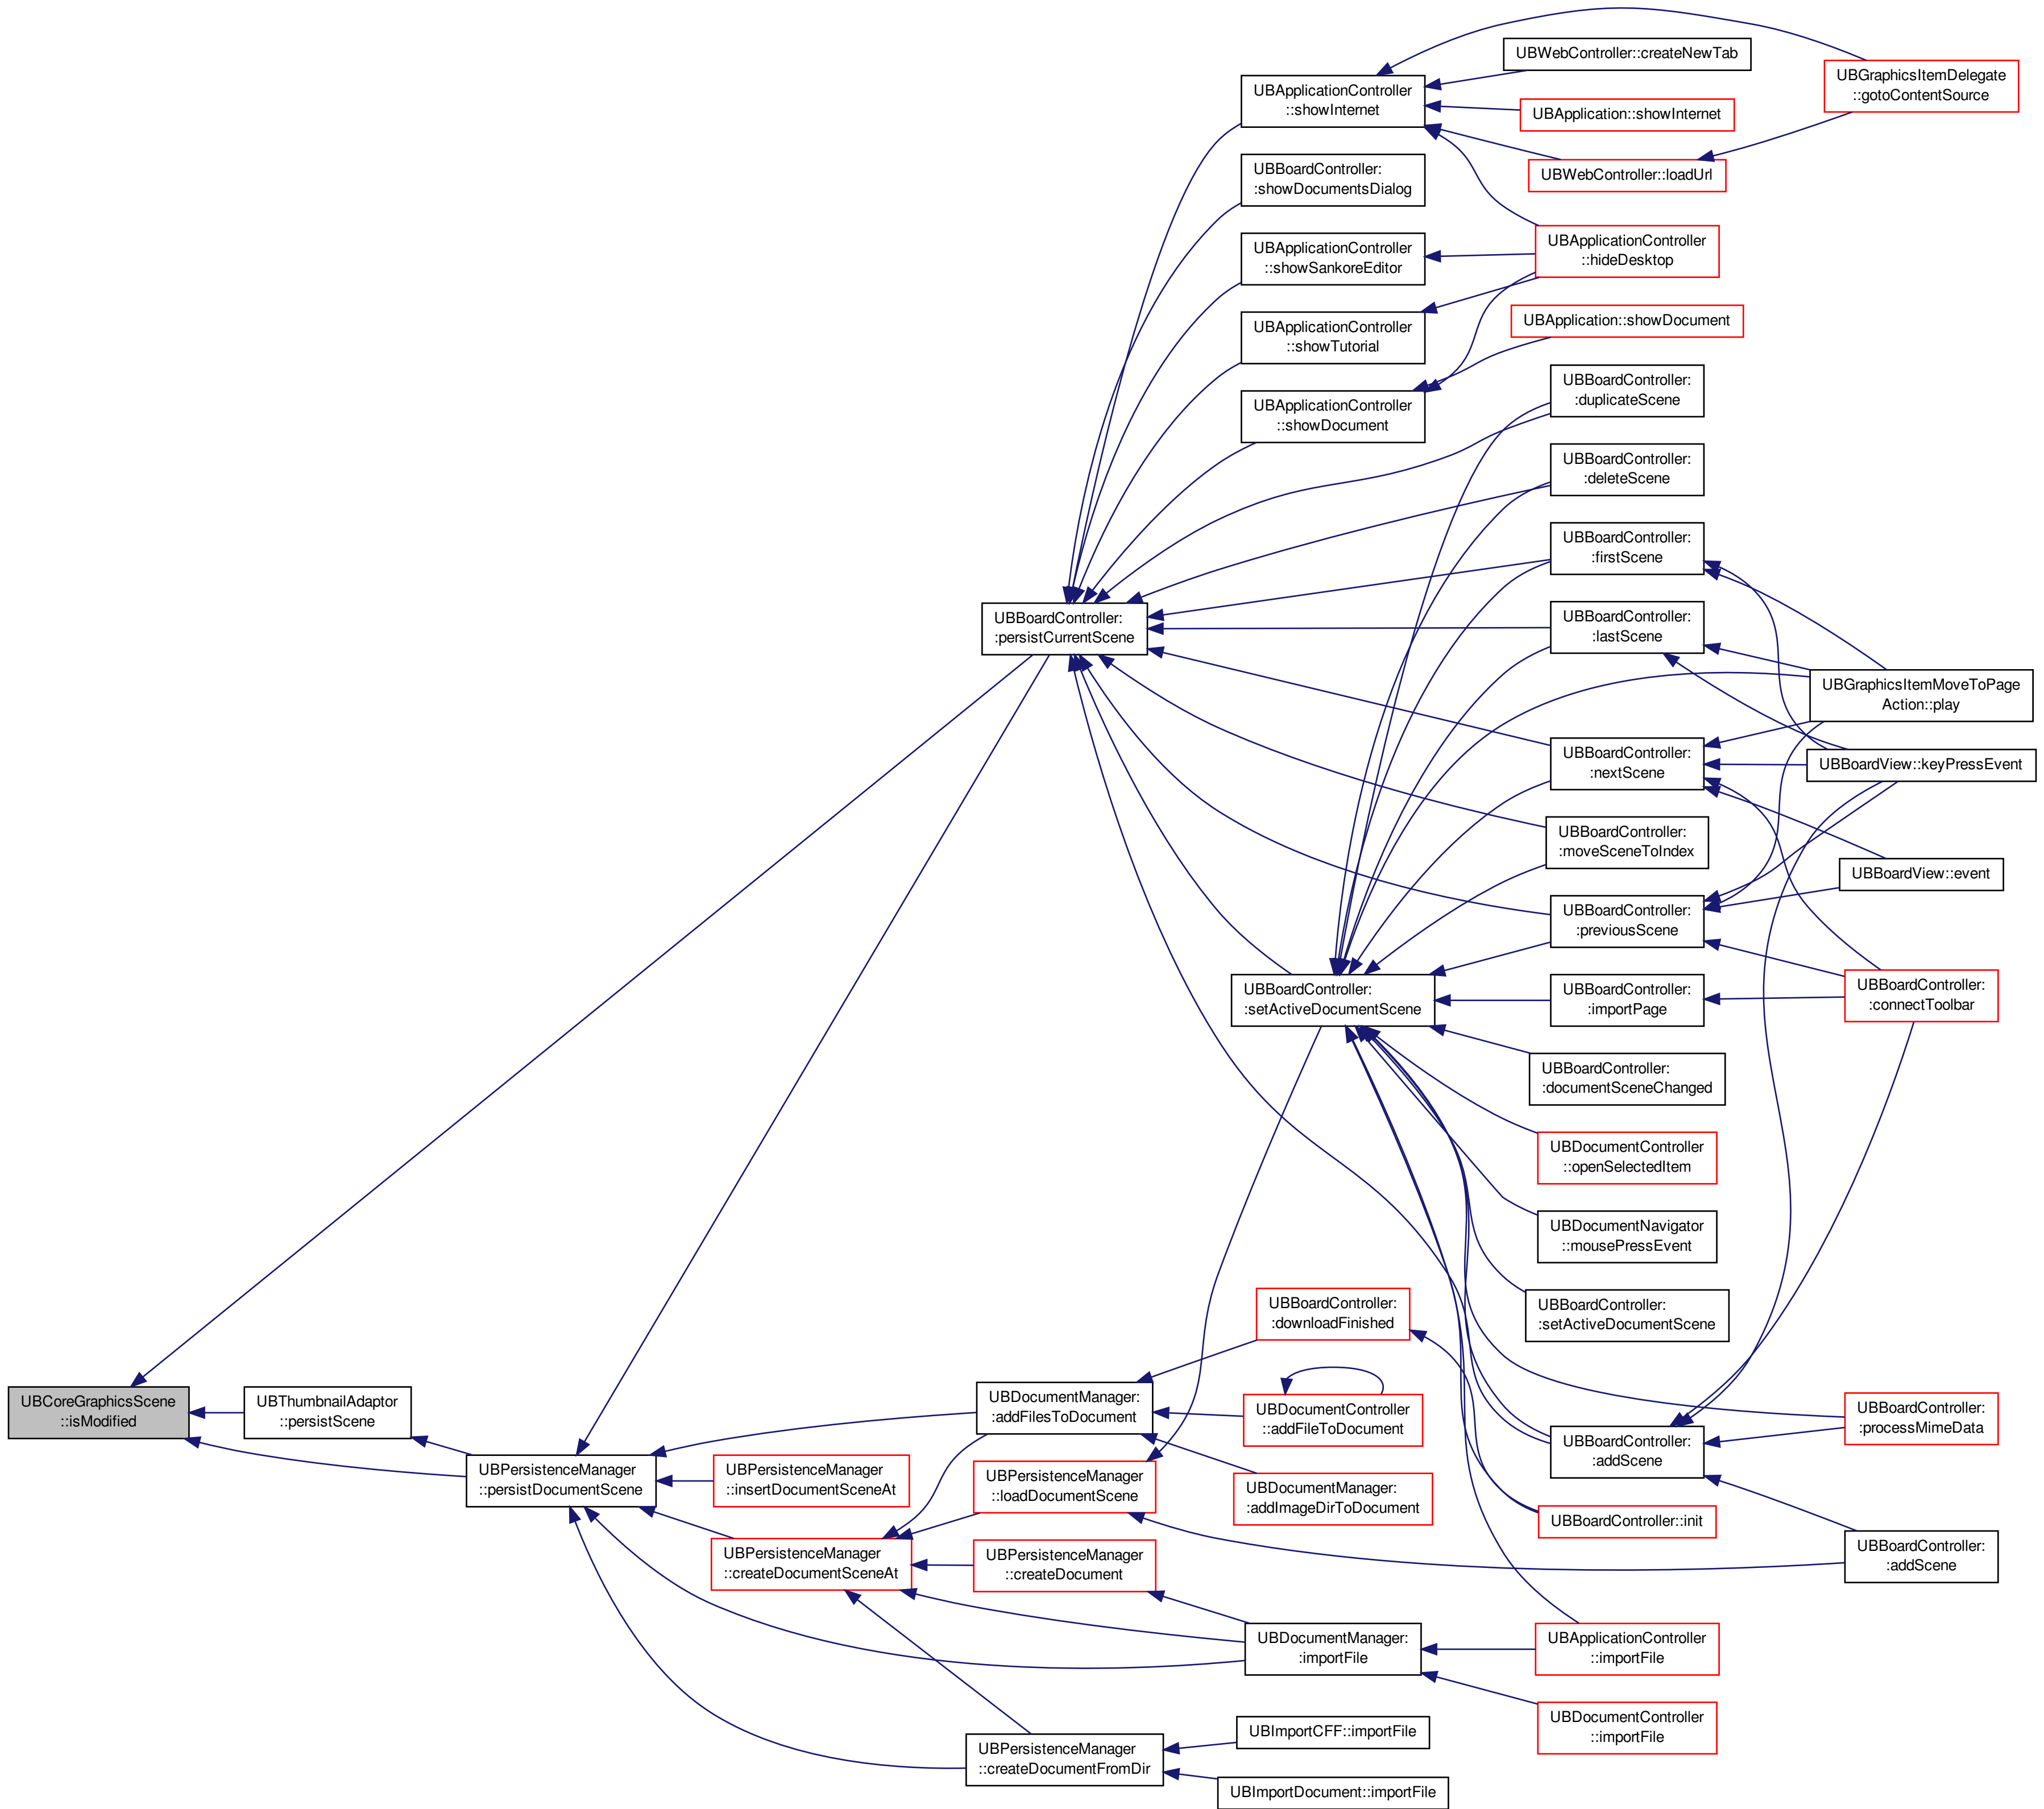 UBWebController::createNewTab
UBGraphicsItemDelegate
::gotoContentSource
UBApplicationController
::showInternet
UBApplication::showInternet
UBBoardController:
:showDocumentsDialog
UBWebController::loadUrl
UBApplicationController
::showSankoreEditor
UBApplicationController
::hideDesktop
UBApplicationController
::showTutorial
UBApplication::showDocument
UBApplicationController
::showDocument
UBBoardController:
:duplicateScene
UBBoardController:
:deleteScene
UBBoardController:
:firstScene
UBBoardController:
:persistCurrentScene
UBBoardController:
:lastScene
UBGraphicsItemMoveToPage
Action::play
UBBoardController:
:nextScene
UBBoardView::keyPressEvent
UBBoardController:
:moveSceneToIndex
UBBoardView::event
UBBoardController:
:previousScene
UBBoardController:
:setActiveDocumentScene
UBBoardController:
:importPage
UBBoardController:
:connectToolbar
UBBoardController:
:documentSceneChanged
UBDocumentController
::openSelectedItem
UBDocumentNavigator
::mousePressEvent
UBBoardController:
:downloadFinished
UBBoardController:
:setActiveDocumentScene
UBCoreGraphicsScene
::isModified
UBThumbnailAdaptor
::persistScene
UBDocumentManager:
:addFilesToDocument
UBDocumentController
::addFileToDocument
UBBoardController:
:processMimeData
UBBoardController:
:addScene
UBPersistenceManager
::persistDocumentScene
UBPersistenceManager
::insertDocumentSceneAt
UBPersistenceManager
::loadDocumentScene
UBDocumentManager:
:addImageDirToDocument
UBBoardController::init
UBPersistenceManager
::createDocumentSceneAt
UBPersistenceManager
::createDocument
UBBoardController:
:addScene
UBDocumentManager:
:importFile
UBApplicationController
::importFile
UBDocumentController
::importFile
UBPersistenceManager
::createDocumentFromDir
UBImportCFF::importFile
UBImportDocument::importFile